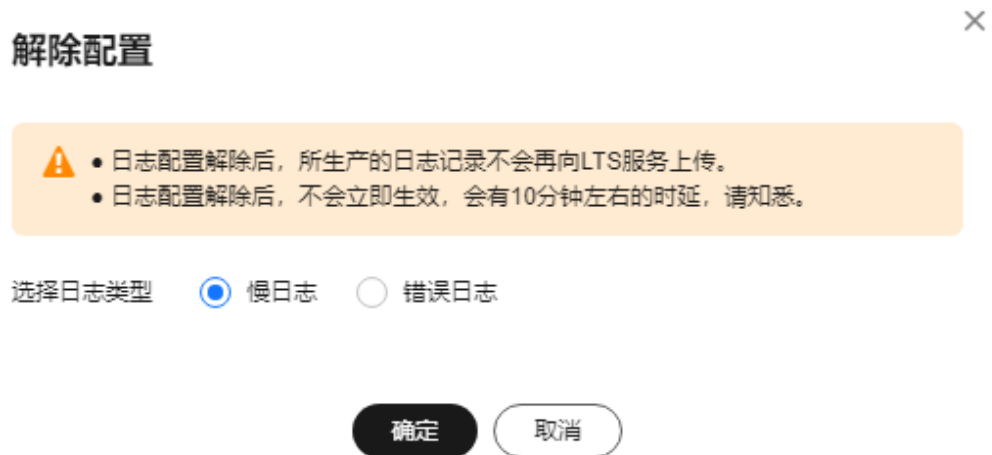 解除配置
● 日志配置解除后，所生产的日志记录不会再向LTS服务上传。
● 日志配置解除后，不会立即生效，会有10分钟左右的时延，请知悉。
选择日志类型 慢日志 错误日志
确定 取消